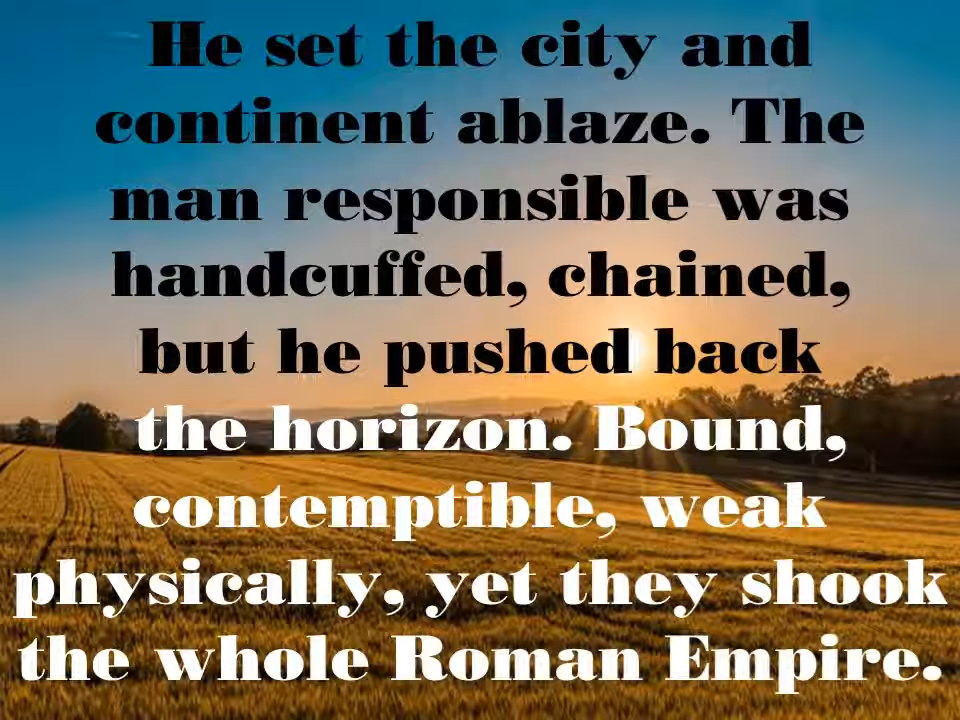 He set the city and
continent ablaze. The
man responsible was
handcuffed, chained,
but he pushed back
the horizon. Bound,
contemptible, weak
physically, yet they shook
the whole Roman Empire.